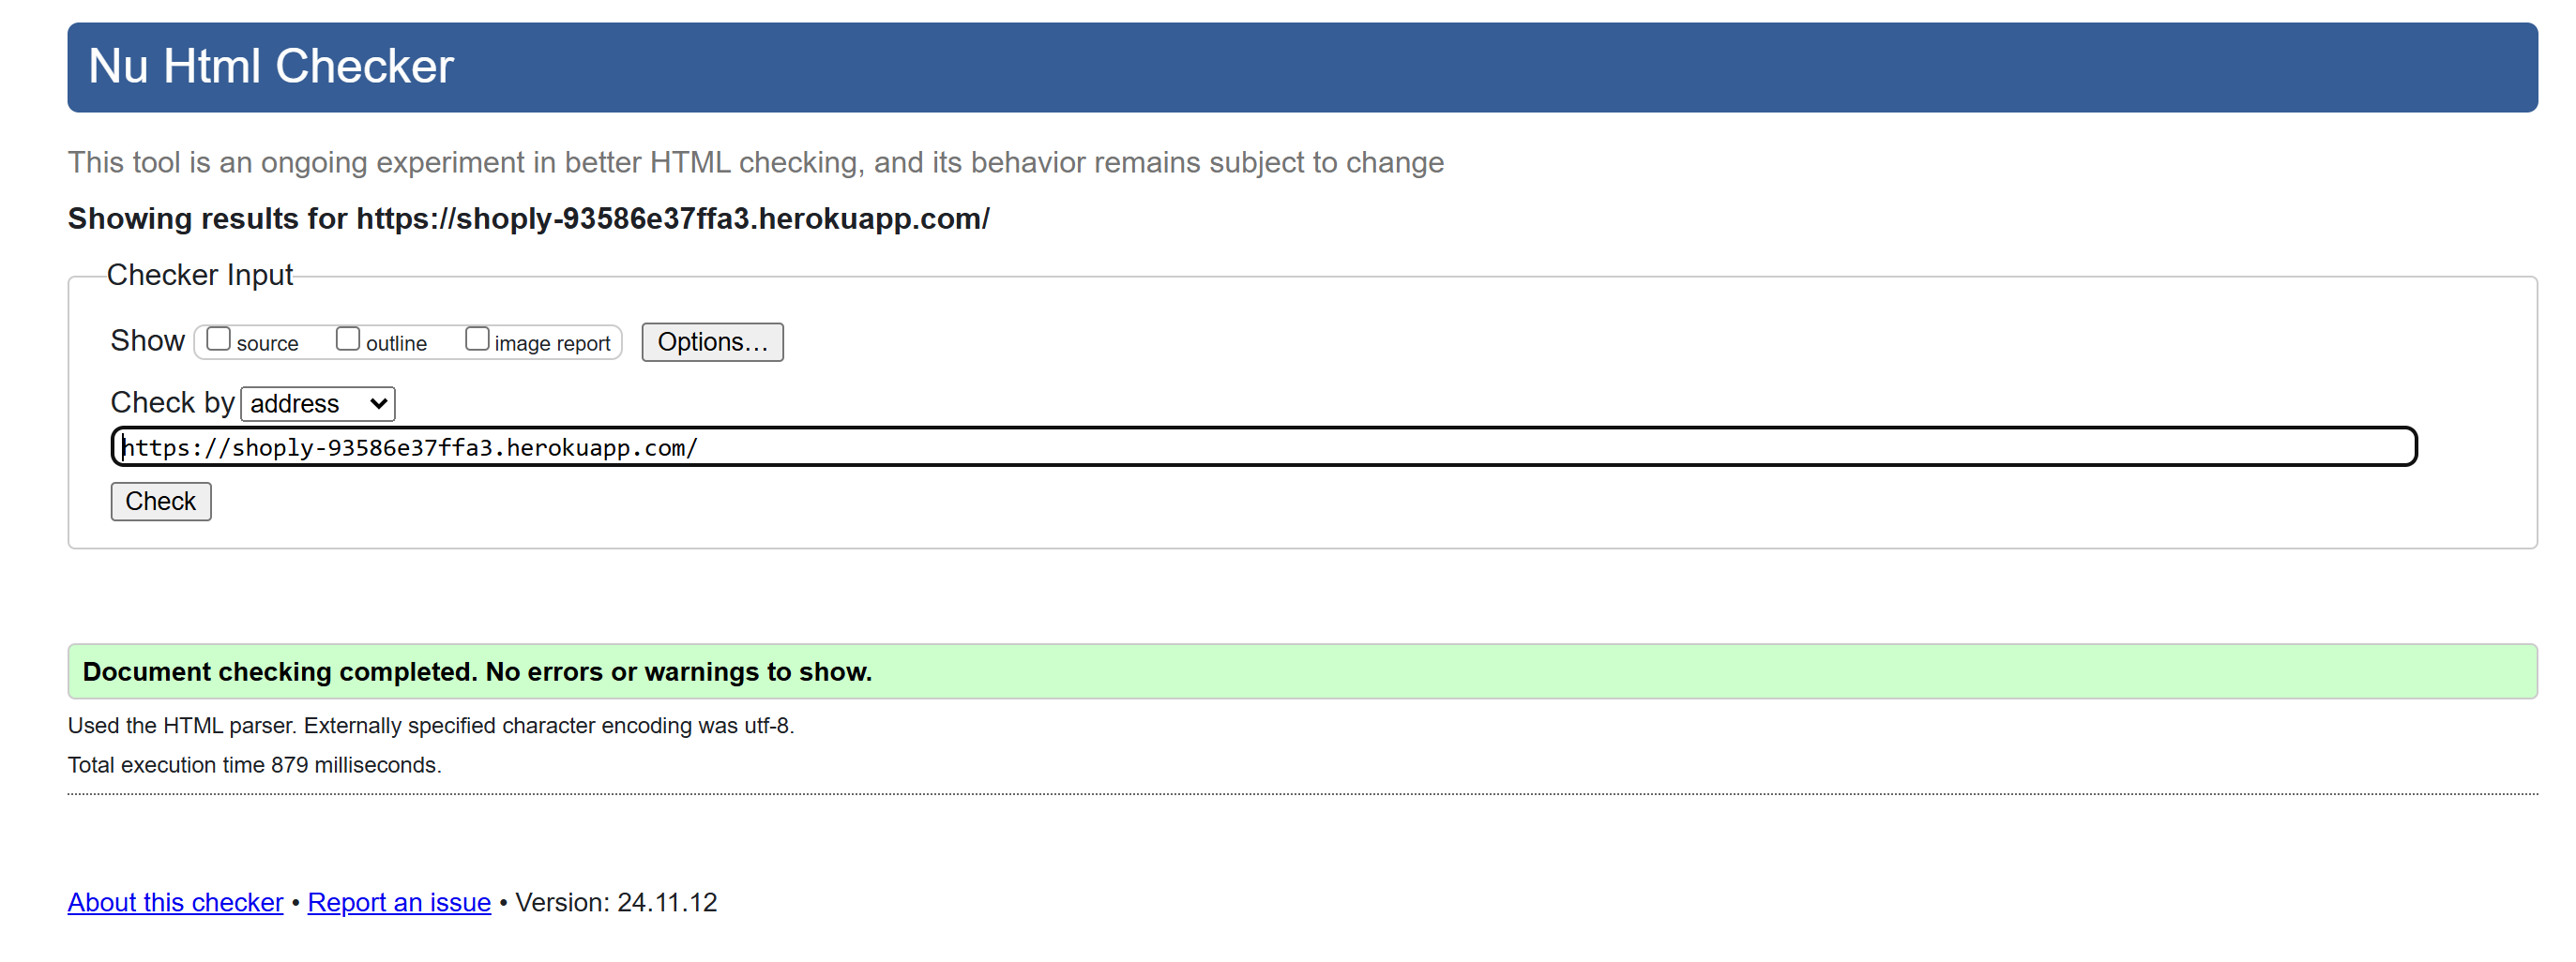 Nu Html Checker
This tool is an ongoing experiment in better HTML checking, and its behavior remains subject to change
Showing results for https://shoply-93586e37ffa3.herokuapp.com/
Checker Input
Show source outline image report Options…
Check by address
https://shoply-93586e37ffa3.herokuapp.com/
Check
Document checking completed. No errors or warnings to show.
Used the HTML parser. Externally specified character encoding was utf-8.
Total execution time 879 milliseconds.
About this checker • Report an issue • Version: 24.11.12